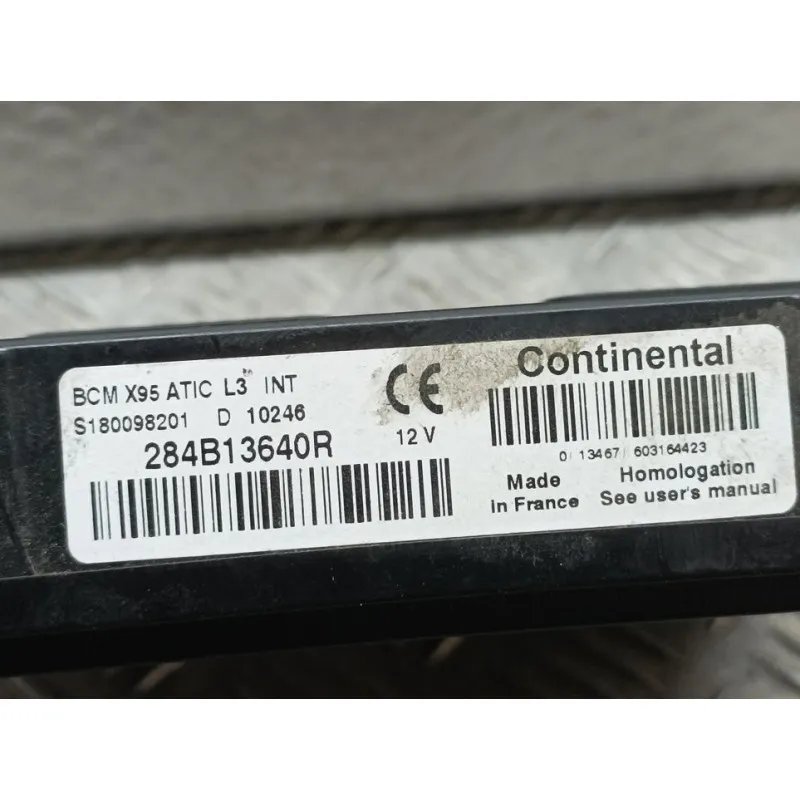 BCM X95 ATIC L3 INT
S180098201 D 10246
284B13640R
CE
12 V
Continental
0/ 13467/ 603164423
Made
in France
Homologation
See user's manual